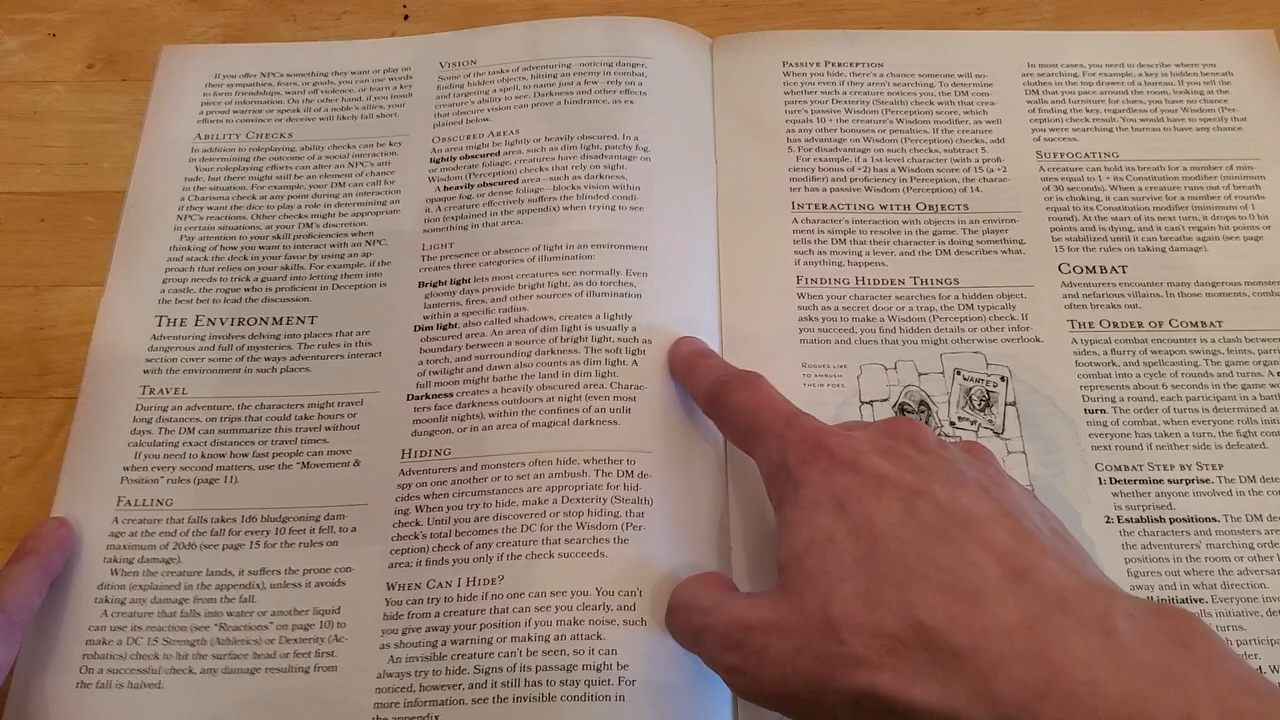 If you offer NPCs something they want or play on
their sympathies, fears, or goals, you can use words
to form friendships, ward off violence, or learn a key
piece of information. On the other hand, if you insult
a proud warrior or speak ill of a noble's allies, your
efforts to convince or deceive will likely fall short.
ABILITY CHECKS
In addition to roleplaying, ability checks can be key
in determining the outcome of a social interaction.
Your roleplaying efforts can alter an NPC's atti-
tude, but there might still be an element of chance
in the situation. For example, your DM can call for
a Charisma check at any point during an interaction
if they want the dice to play a role in determining an
NPC's reactions. Other checks might be appropriate
in certain situations, at your DM's discretion.
Pay attention to your skill proficiencies when
thinking of how you want to interact with an NPC,
and stack the deck in your favor by using an ap-
proach that relies on your skills. For example, if the
group needs to trick a guard into letting them into
a castle, the rogue who is proficient in Deception is
the best bet to lead the discussion.
THE ENVIRONMENT
Adventuring involves delving into places that are
dangerous and full of mysteries. The rules in this
section cover some of the ways adventurers interact
with the environment in such places.
TRAVEL
During an adventure, the characters might travel
long distances, on trips that could take hours or
days. The DM can summarize this travel without
calculating exact distances or travel times.
If you need to know how fast people can move
when every second matters, use the "Movement &
Position" rules (page 11).
FALLING
A creature that falls takes 1d6 bludgeoning dam-
age at the end of the fall for every 10 feet it fell, to a
maximum of 20d6 (see page 15 for the rules on
taking damage).
When the creature lands, it suffers the prone con-
dition (explained in the appendix), unless it avoids
taking any damage from the fall.
A creature that falls into water or another liquid
can use its reaction (see "Reactions" on page 10) to
make a DC 15 Strength (Athletics) or Dexterity (Ac-
robatics) check to hit the surface head or feet first.
On a successful check, any damage resulting from
the fall is halved.
VISION
Some of the tasks of adventuring—noticing danger,
finding hidden objects, hitting an enemy in combat,
and targeting a spell, to name just a few—rely on a
creature's ability to see. Darkness and other effects
that obscure vision can prove a hindrance, as ex-
plained below.
OBSCURED AREAS
An area might be lightly or heavily obscured. In a
lightly obscured area, such as dim light, patchy fog,
or moderate foliage, creatures have disadvantage on
Wisdom (Perception) checks that rely on sight.
A heavily obscured area—such as darkness,
opaque fog, or dense foliage—blocks vision within
it. A creature effectively suffers the blinded condi-
tion (explained in the appendix) when trying to see
something in that area.
LIGHT
The presence or absence of light in an environment
creates three categories of illumination:
Bright light lets most creatures see normally. Even
gloomy days provide bright light, as do torches,
lanterns, fires, and other sources of illumination
within a specific radius.
Dim light, also called shadows, creates a lightly
obscured area. An area of dim light is usually a
boundary between a source of bright light, such as
a torch, and surrounding darkness. The soft light
of twilight and dawn also counts as dim light. A
full moon might bathe the land in dim light.
Darkness creates a heavily obscured area. Charac-
ters face darkness outdoors at night (even most
moonlit nights), within the confines of an unlit
dungeon, or in an area of magical darkness.
HIDING
Adventurers and monsters often hide, whether to
spy on one another or to set an ambush. The DM de-
cides when circumstances are appropriate for hid-
ing. When you try to hide, make a Dexterity (Stealth)
check. Until you are discovered or stop hiding, that
check's total becomes the DC for the Wisdom (Per-
ception) check of any creature that searches the
area; it finds you only if the check succeeds.
WHEN CAN I HIDE?
You can try to hide if no one can see you. You can't
hide from a creature that can see you clearly, and
you give away your position if you make noise, such
as shouting a warning or making an attack.
An invisible creature can't be seen, so it can
always try to hide. Signs of its passage might be
noticed, however, and it still has to stay quiet. For
more information, see the invisible condition in
the appendix.
PASSIVE PERCEPTION
When you hide, there's a chance someone will no-
tice you even if they aren't searching. To determine
whether such a creature notices you, the DM com-
pares your Dexterity (Stealth) check with that crea-
ture's passive Wisdom (Perception) score, which
equals 10 + the creature's Wisdom modifier, as well
as any other bonuses or penalties. If the creature
has advantage on Wisdom (Perception) checks, add
5. For disadvantage on such checks, subtract 5.
For example, if a 1st-level character (with a profi-
ciency bonus of +2) has a Wisdom score of 15 (a +2
modifier) and proficiency in Perception, the charac-
ter has a passive Wisdom (Perception) of 14.
INTERACTING WITH OBJECTS
A character's interaction with objects in an environ-
ment is simple to resolve in the game. The player
tells the DM that their character is doing something,
such as moving a lever, and the DM describes what,
if anything, happens.
FINDING HIDDEN THINGS
When your character searches for a hidden object,
such as a secret door or a trap, the DM typically
asks you to make a Wisdom (Perception) check. If
you succeed, you find hidden details or other infor-
mation and clues that you might otherwise overlook.
ROGUES LIKE
TO AMBUSH
THEIR FOES.
WANTED
In most cases, you need to describe where you
are searching. For example, a key is hidden beneath
clothes in the top drawer of a bureau. If you tell the
DM that you pace around the room, looking at the
walls and furniture for clues, you have no chance
of finding the key, regardless of your Wisdom (Per-
ception) check result. You would have to specify that
you were searching the bureau to have any chance
of success.
SUFFOCATING
A creature can hold its breath for a number of min-
utes equal to 1 + its Constitution modifier (minimum
of 30 seconds). When a creature runs out of breath
or is choking, it can survive for a number of rounds
equal to its Constitution modifier (minimum of 1
round). At the start of its next turn, it drops to 0 hit
points and is dying, and it can't regain hit points or
be stabilized until it can breathe again (see page
15 for the rules on taking damage).
COMBAT
Adventurers encounter many dangerous monster
and nefarious villains. In those moments, comba
often breaks out.
THE ORDER OF COMBAT
A typical combat encounter is a clash between
sides, a flurry of weapon swings, feints, parr
footwork, and spellcasting. The game organ
combat into a cycle of rounds and turns. A r
represents about 6 seconds in the game w
During a round, each participant in a batt
turn. The order of turns is determined at
ning of combat, when everyone rolls initi
everyone has taken a turn, the fight con
next round if neither side is defeated.
COMBAT STEP BY STEP
1: Determine surprise. The DM dete
whether anyone involved in the co
is surprised.
2: Establish positions. The DM de
the characters and monsters are
the adventurers' marching orde
positions in the room or other
figures out where the adversar
away and in what direction.
ll initiative. Everyone inv
olls initiative, de
turns.
h particip
der.